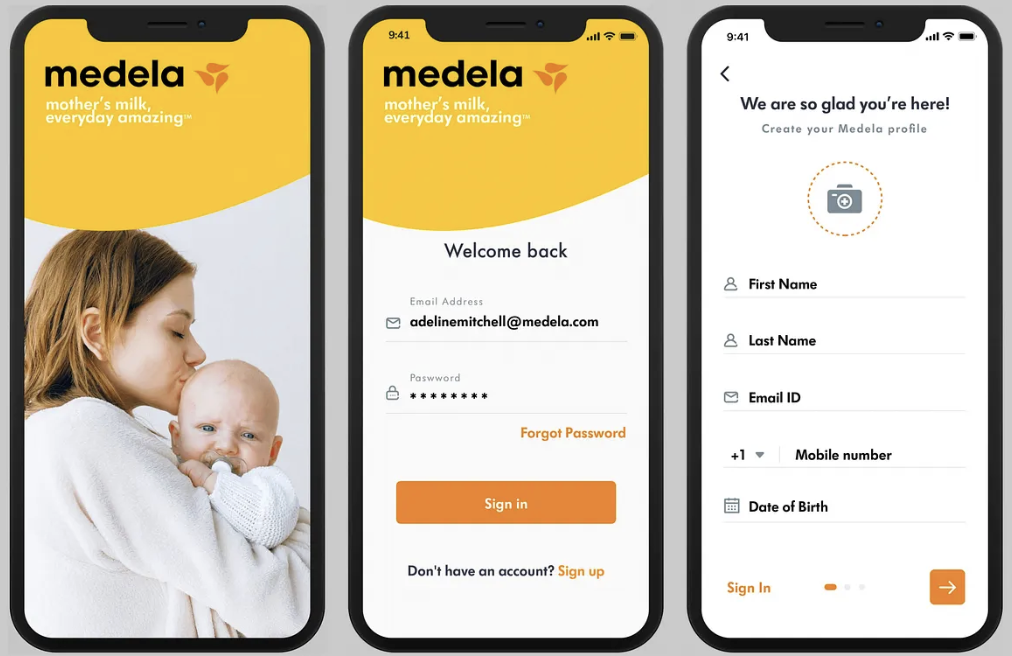 medela
mother's milk,
everyday amazing™
9:41
medela
mother's milk,
everyday amazing™
Welcome back
Email Address
adelinemitchell@medela.com
Paswword
********
Forgot Password
Sign in
Don't have an account? Sign up
9:41
We are so glad you're here!
Create your Medela profile
First Name
Last Name
Email ID
+1 Mobile number
Date of Birth
Sign In